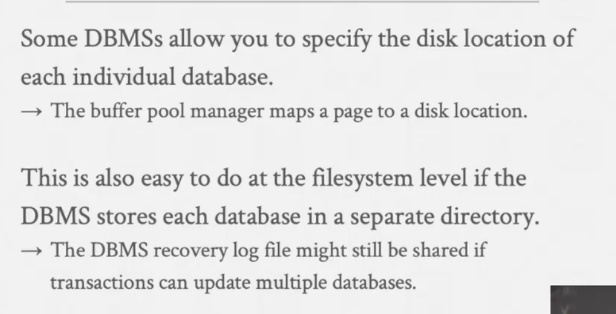 Some DBMSs allow you to specify the disk location of
each individual database.
→ The buffer pool manager maps a page to a disk location.
This is also easy to do at the filesystem level if the
DBMS stores each database in a separate directory.
→ The DBMS recovery log file might still be shared if
transactions can update multiple databases.